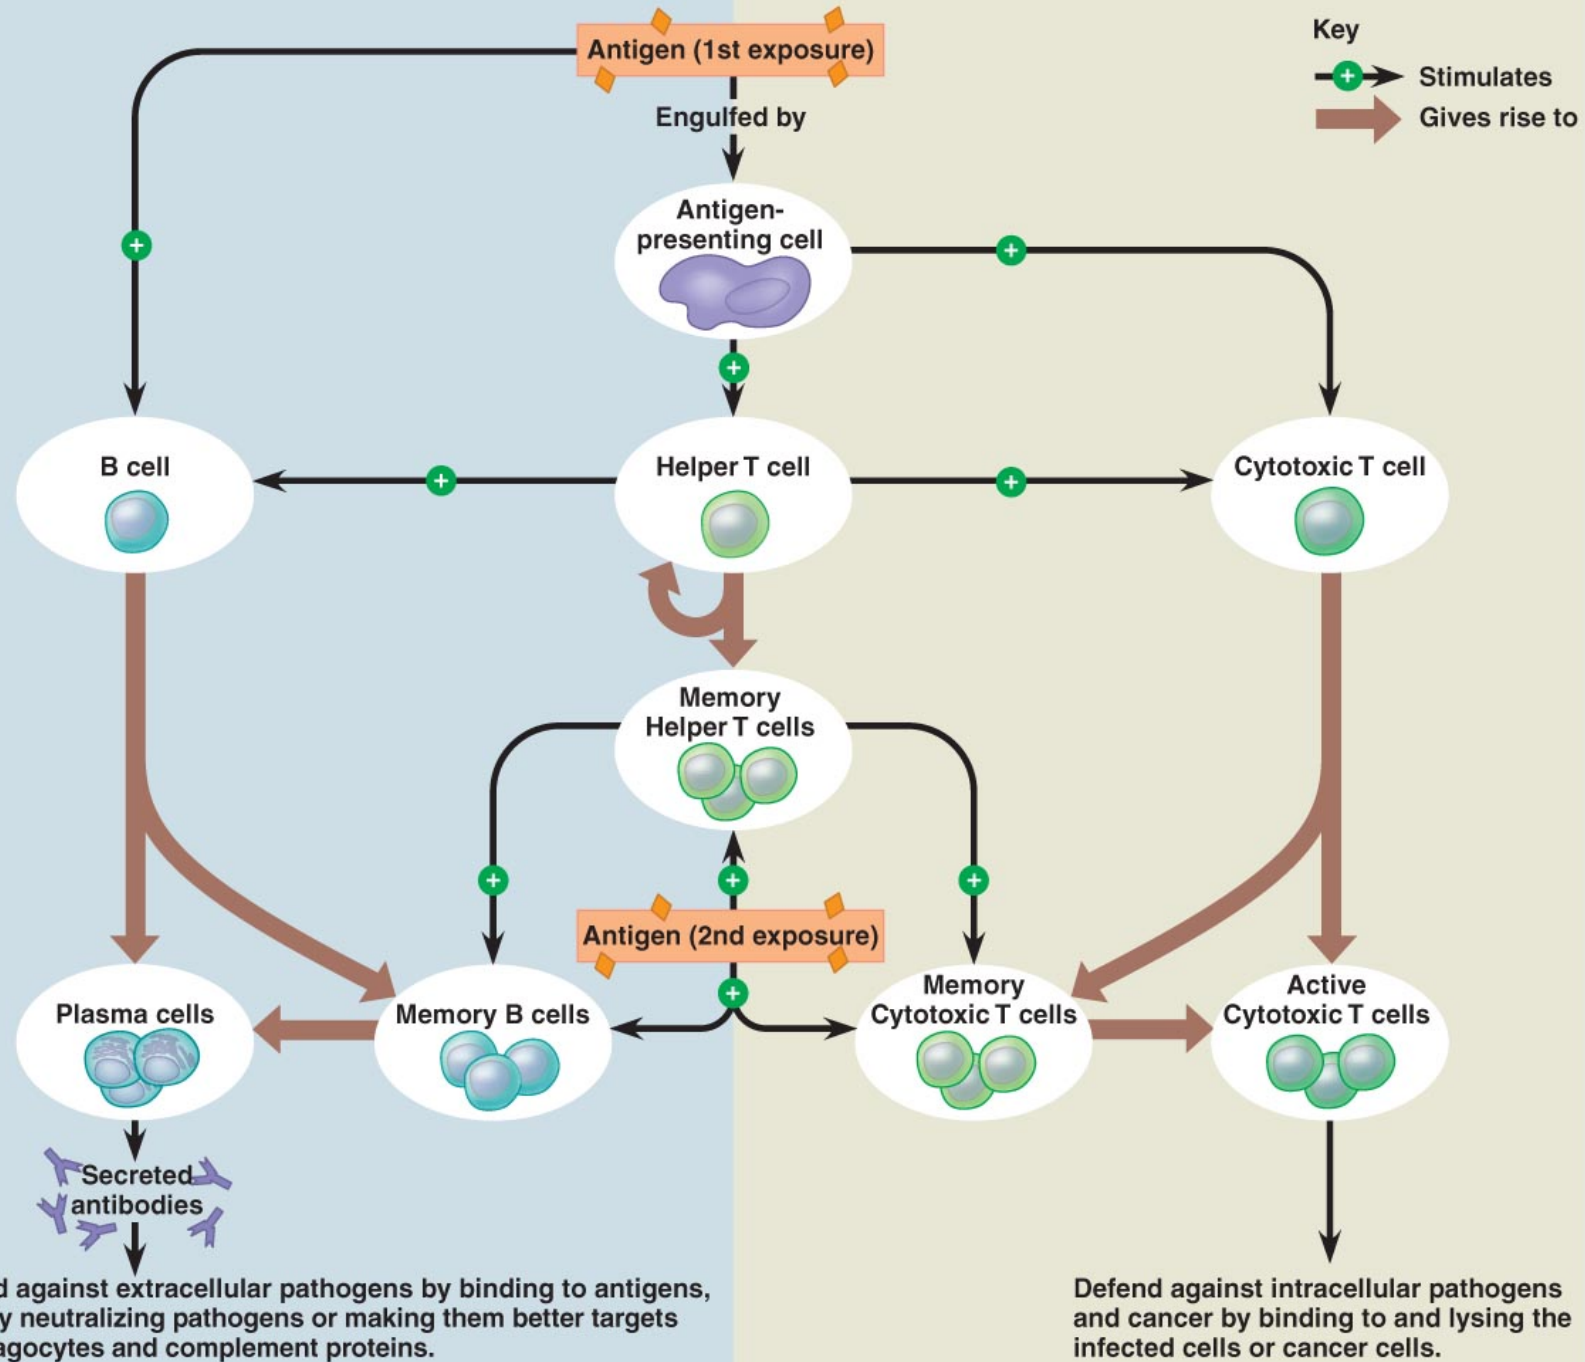 Antigen (1st exposure)
Key
Stimulates
Gives rise to
Engulfed by
Antigen-
presenting cell
B cell
Helper T cell
Cytotoxic T cell
Memory
Helper T cells
Antigen (2nd exposure)
Plasma cells
Memory B cells
Memory
Cytotoxic T cells
Active
Cytotoxic T cells
Secreted
antibodies
against extracellular pathogens by binding to antigens,
neutralizing pathogens or making them better targets
and complement proteins.
Defend against intracellular pathogens
and cancer by binding to and lysing the
infected cells or cancer cells.